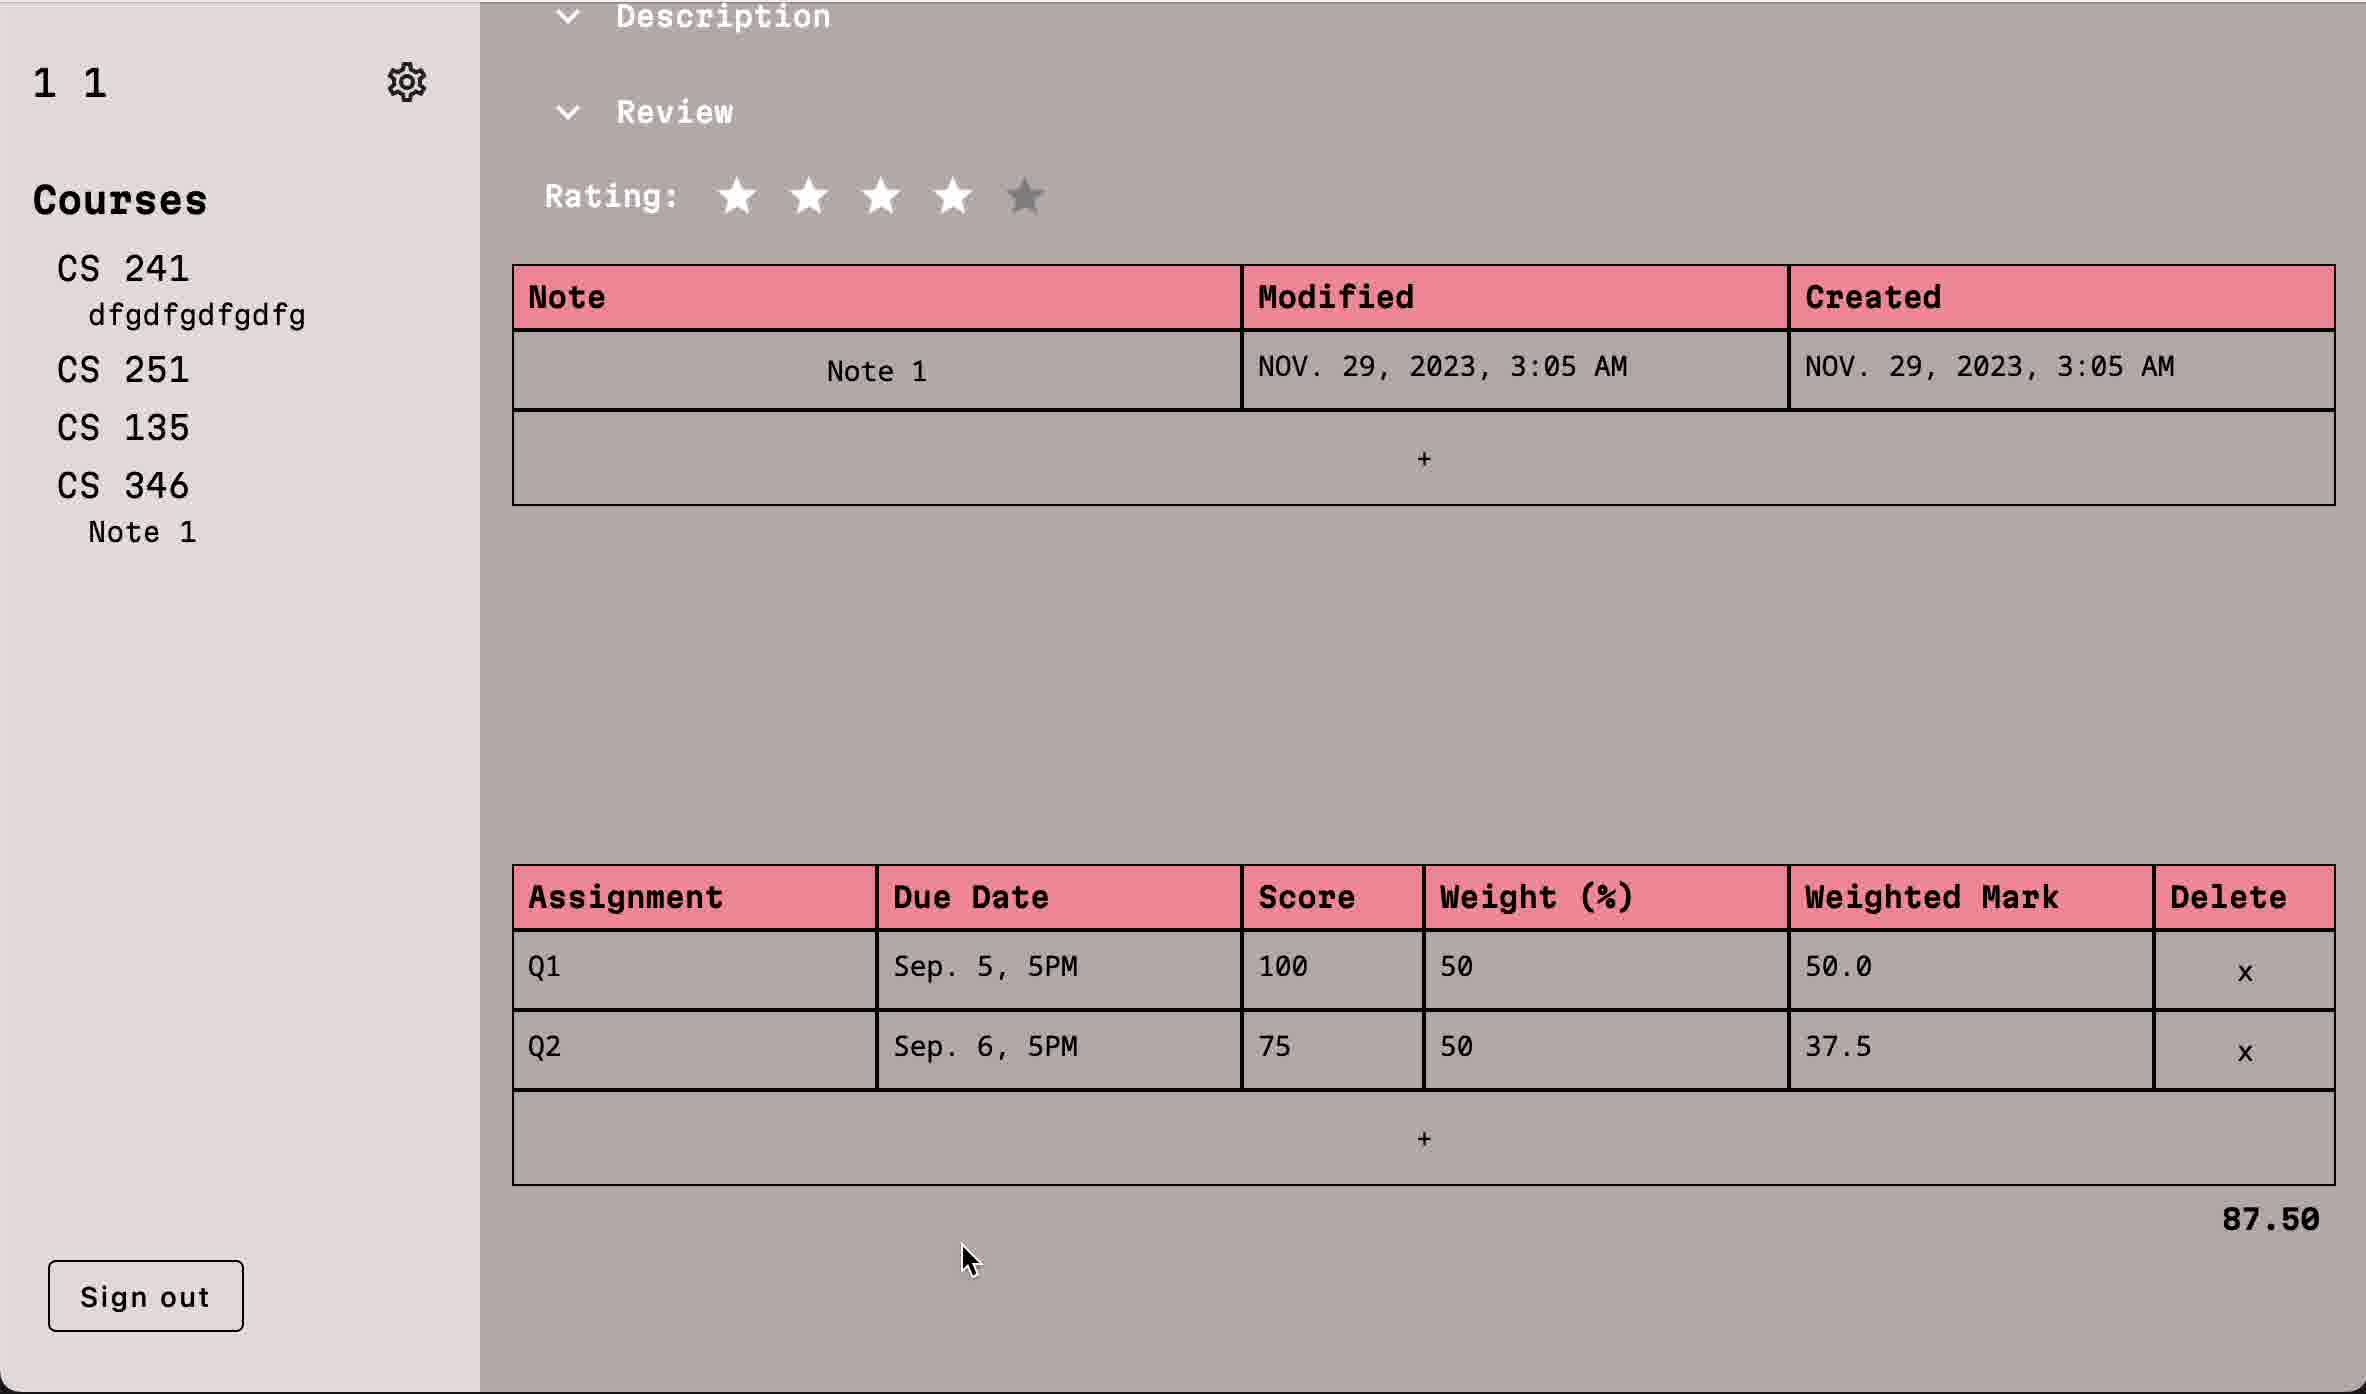 1 1
Courses
CS 241
dfgdfgdfgdfg
CS 251
CS 135
CS 346
Note 1
Sign out
Description
Review
Rating:
Note Modified Created
Note 1 NOV. 29, 2023, 3:05 AM NOV. 29, 2023, 3:05 AM
+
Assignment Due Date Score Weight (%) Weighted Mark Delete
Q1 Sep. 5, 5PM 100 50 50.0 x
Q2 Sep. 6, 5PM 75 50 37.5 x
+
87.50